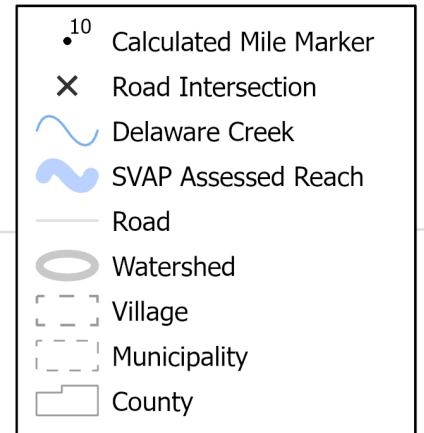 10
Calculated Mile Marker
Road Intersection
Delaware Creek
SVAP Assessed Reach
Road
Watershed
Village
Municipality
County